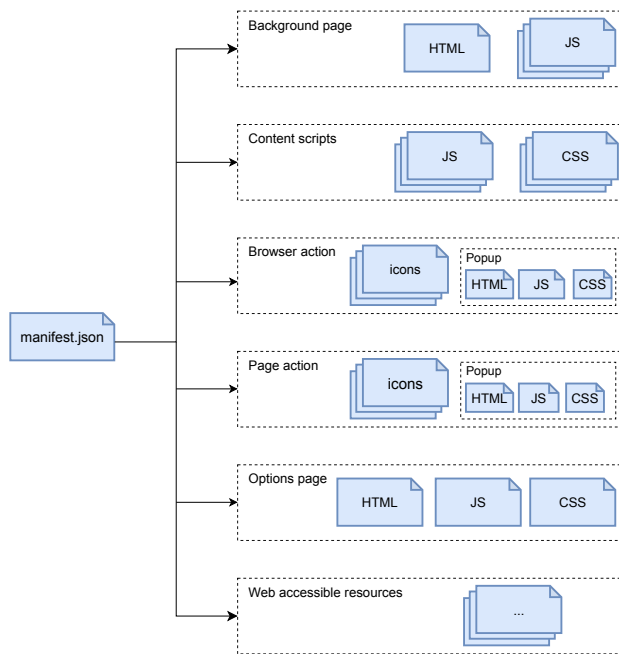 Background page
HTML
JS
Content scripts
JS
CSS
Browser action
icons
Popup
HTML
JS
CSS
manifest.json
Page action
icons
Popup
HTML
JS
CSS
Options page
HTML
JS
CSS
Web accessible resources
...